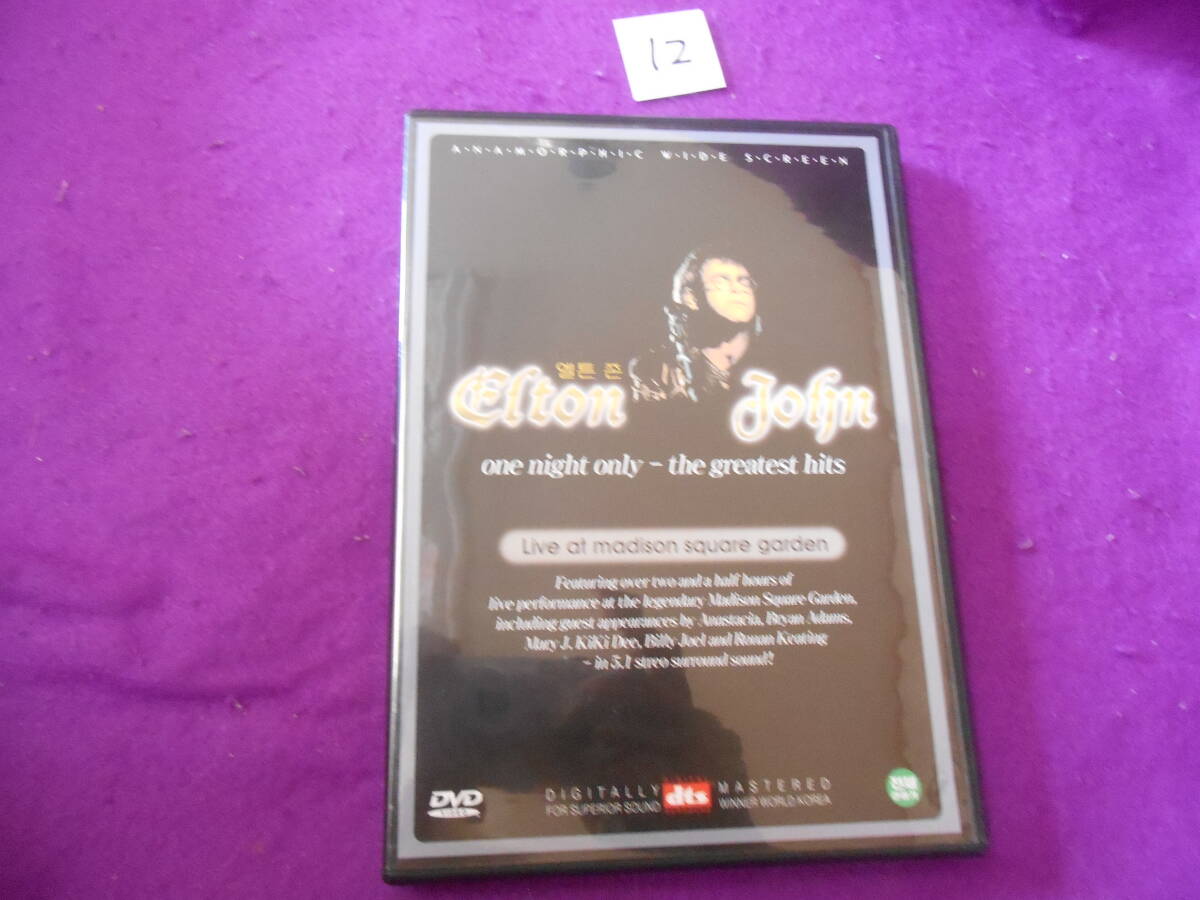 12
A·N·A·M·O·R·P·H·I·C W·I·D·E S·C·R·E·E·N
엘튼 존
Elton John
one night only - the greatest hits
Live at madison square garden
Featuring over two and a half hours of
live performance at the legendary Madison Square Garden,
including guest appearances by Anastacia, Bryan Adams,
Mary J, KiKi Dee, Billy Joel and Ronan Keating
- in 5.1 streo surround sound!
DVD
VIDEO
DIGITALLY dts MASTERED
FOR SUPERIOR SOUND WINNER WORLD KOREA